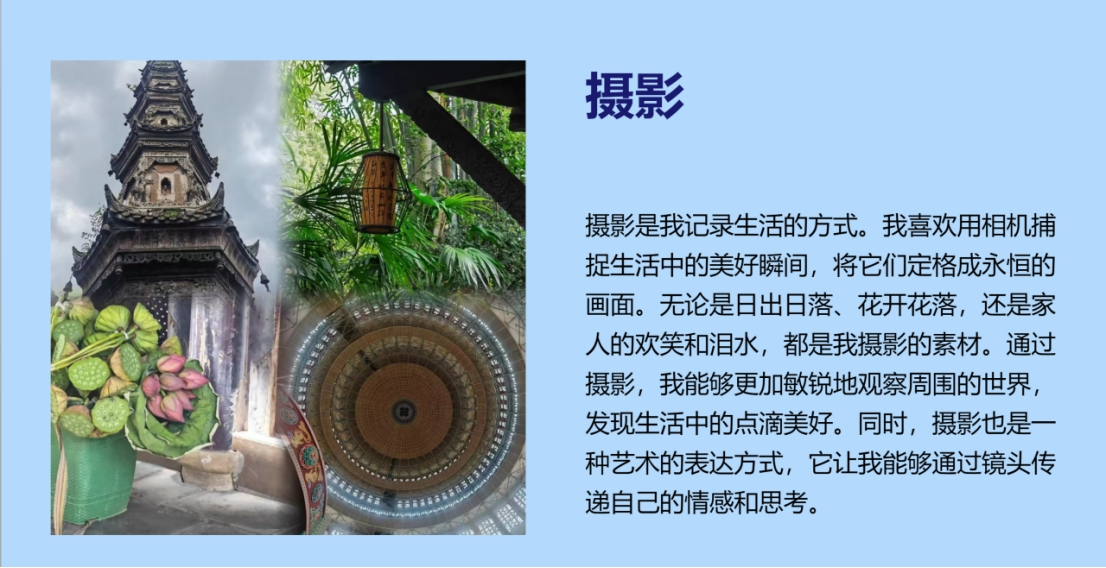 摄影
摄影是我记录生活的方式。我喜欢用相机捕
捉生活中的美好瞬间，将它们定格成永恒的
画面。无论是日出日落、花开花落，还是家
人的欢笑和泪水，都是我摄影的素材。通过
摄影，我能够更加敏锐地观察周围的世界，
发现生活中的点滴美好。同时，摄影也是一
种艺术的表达方式，它让我能够通过镜头传
递自己的情感和思考。